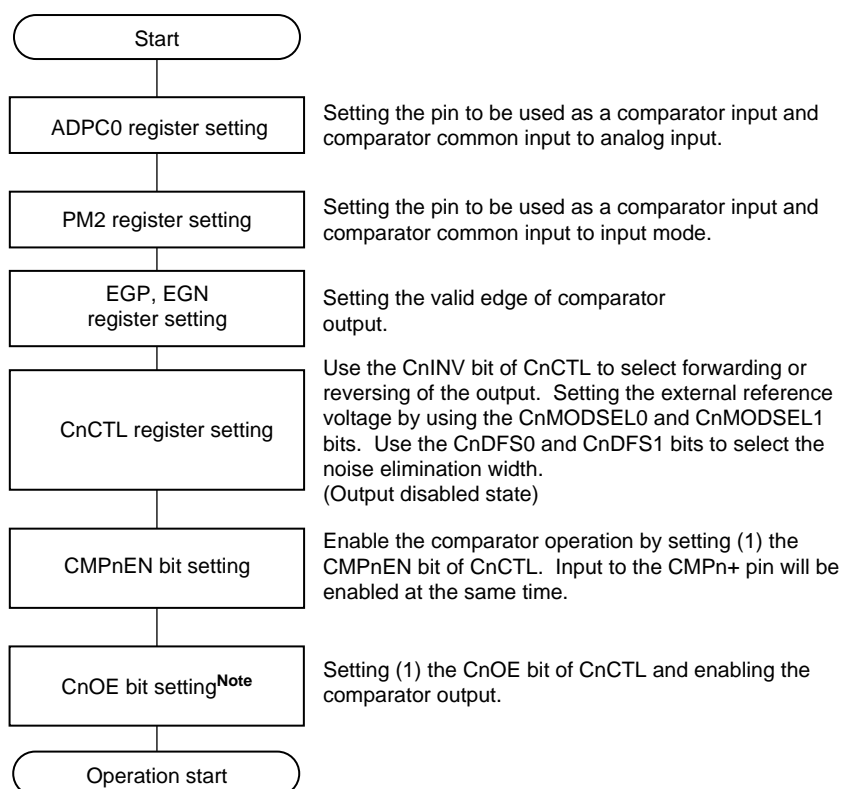 Start
ADPC0 register setting
Setting the pin to be used as a comparator input and
comparator common input to analog input.
PM2 register setting
Setting the pin to be used as a comparator input and
comparator common input to input mode.
EGP, EGN
register setting
Setting the valid edge of comparator
output.
CnCTL register setting
Use the CnINV bit of CnCTL to select forwarding or
reversing of the output. Setting the external reference
voltage by using the CnMODSEL0 and CnMODSEL1
bits. Use the CnDFS0 and CnDFS1 bits to select the
noise elimination width.
(Output disabled state)
CMPnEN bit setting
Enable the comparator operation by setting (1) the
CMPnEN bit of CnCTL. Input to the CMPn+ pin will be
enabled at the same time.
CnOE bit settingNote
Setting (1) the CnOE bit of CnCTL and enabling the
comparator output.
Operation start